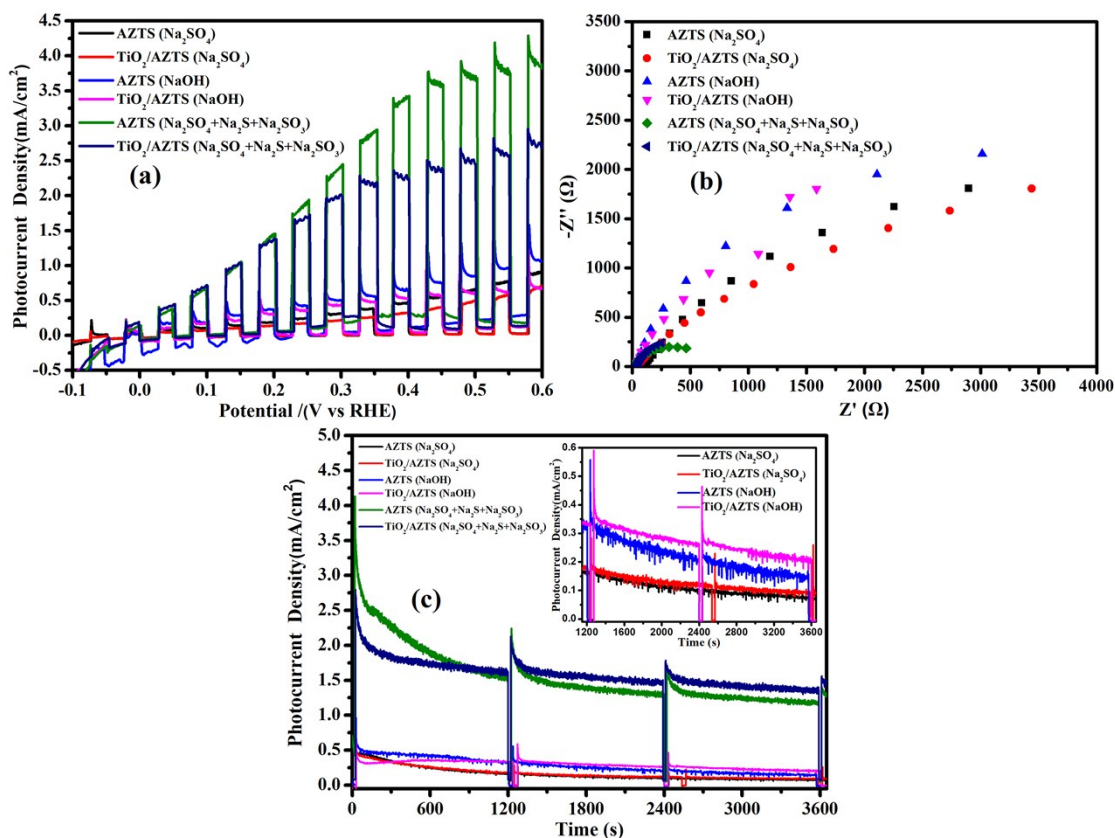 (a)
AZTS (Na₂SO₄)
TiO₂/AZTS (Na₂SO₄)
AZTS (NaOH)
TiO₂/AZTS (NaOH)
AZTS (Na₂SO₄+Na₂S+Na₂SO₃)
TiO₂/AZTS (Na₂SO₄+Na₂S+Na₂SO₃)
Photocurrent Density(mA/cm²)
4.5
4.0
3.5
3.0
2.5
2.0
1.5
1.0
0.5
0.0
-0.5
-0.1 0.0 0.1 0.2 0.3 0.4 0.5 0.6
Potential /(V vs RHE)
(b)
AZTS (Na₂SO₄)
TiO₂/AZTS (Na₂SO₄)
AZTS (NaOH)
TiO₂/AZTS (NaOH)
AZTS (Na₂SO₄+Na₂S+Na₂SO₃)
TiO₂/AZTS (Na₂SO₄+Na₂S+Na₂SO₃)
-Z'' (Ω)
3500
3000
2500
2000
1500
1000
500
0
0 500 1000 1500 2000 2500 3000 3500 4000
Z' (Ω)
(c)
AZTS (Na₂SO₄)
TiO₂/AZTS (Na₂SO₄)
AZTS (NaOH)
TiO₂/AZTS (NaOH)
AZTS (Na₂SO₄+Na₂S+Na₂SO₃)
TiO₂/AZTS (Na₂SO₄+Na₂S+Na₂SO₃)
Photocurrent Density(mA/cm²)
5.0
4.5
4.0
3.5
3.0
2.5
2.0
1.5
1.0
0.5
0.0
0 600 1200 1800 2400 3000 3600
Time (s)
AZTS (Na₂SO₄)
TiO₂/AZTS (Na₂SO₄)
AZTS (NaOH)
TiO₂/AZTS (NaOH)
Photocurrent Density(mA/cm²)
0.6
0.5
0.4
0.3
0.2
0.1
0.0
1200 1600 2000 2400 2800 3200 3600
Time (s)